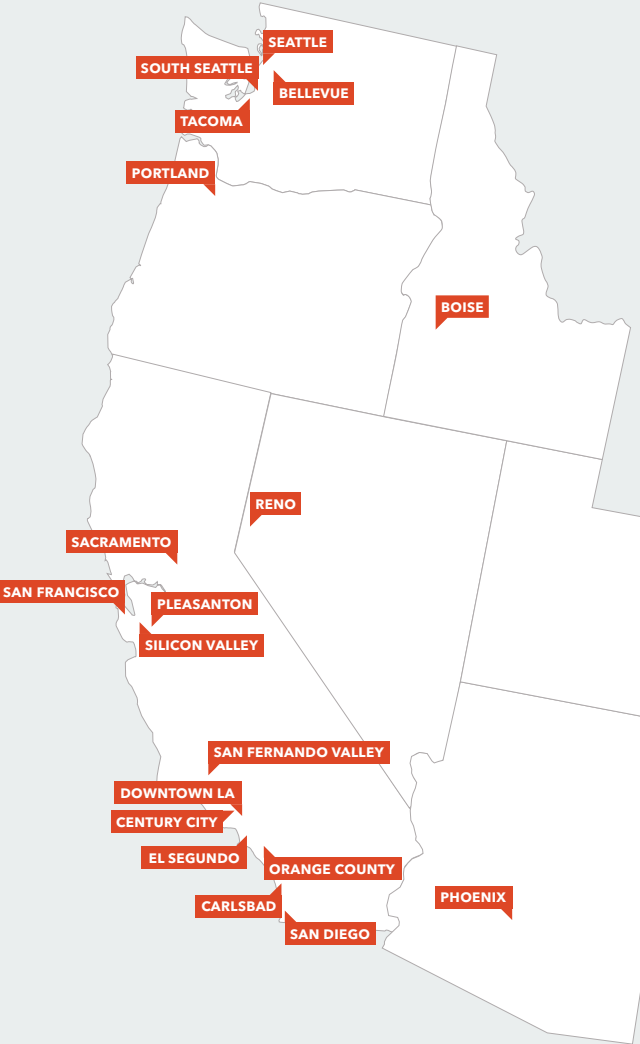 SEATTLE
SOUTH SEATTLE
BELLEVUE
TACOMA
PORTLAND
BOISE
RENO
SACRAMENTO
SAN FRANCISCO
PLEASANTON
SILICON VALLEY
SAN FERNANDO VALLEY
DOWNTOWN LA
CENTURY CITY
EL SEGUNDO
ORANGE COUNTY
PHOENIX
CARLSBAD
SAN DIEGO